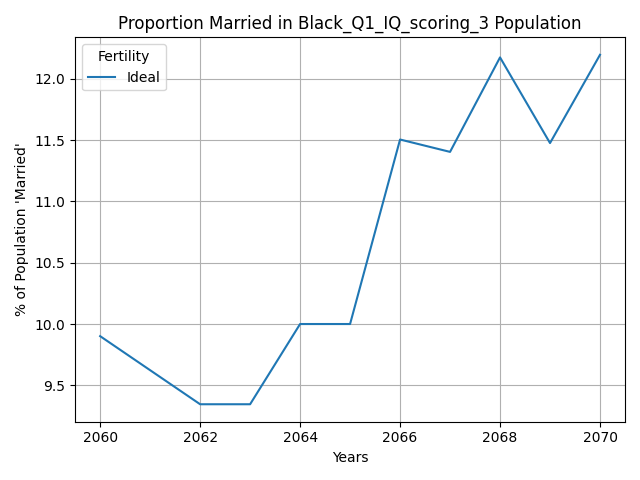 Proportion Married in Black_Q1_IQ_scoring_3 Population
Fertility
Ideal
% of Population 'Married'
12.0
11.5
11.0
10.5
10.0
9.5
2060 2062 2064 2066 2068 2070
Years